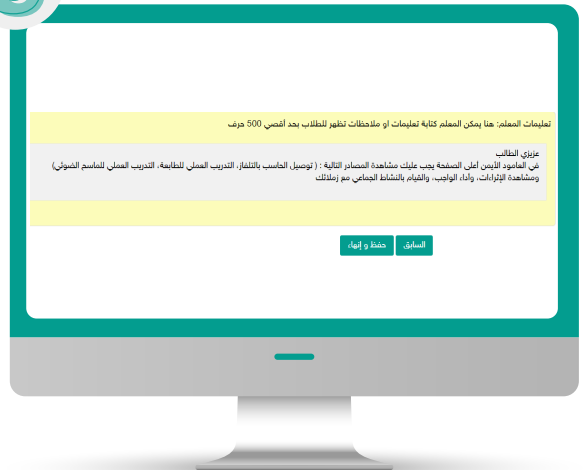 تعليمات المعلم: هنا يمكن المعلم كتابة تعليمات او ملاحظات تظهر للطلاب بحد أقصي 500 حرف
عزيزي الطالب
في العامود الأيمن أعلى الصفحة يجب عليك مشاهدة المصادر التالية : ( توصيل الحاسب بالتلفاز، التدريب العملي للطابعة، التدريب العملي للماسح الضوئي)
ومشاهدة الإثراءات، وأداء الواجب، والقيام بالنشاط الجماعي مع زملائك
السابق
حفظ و إنهاء